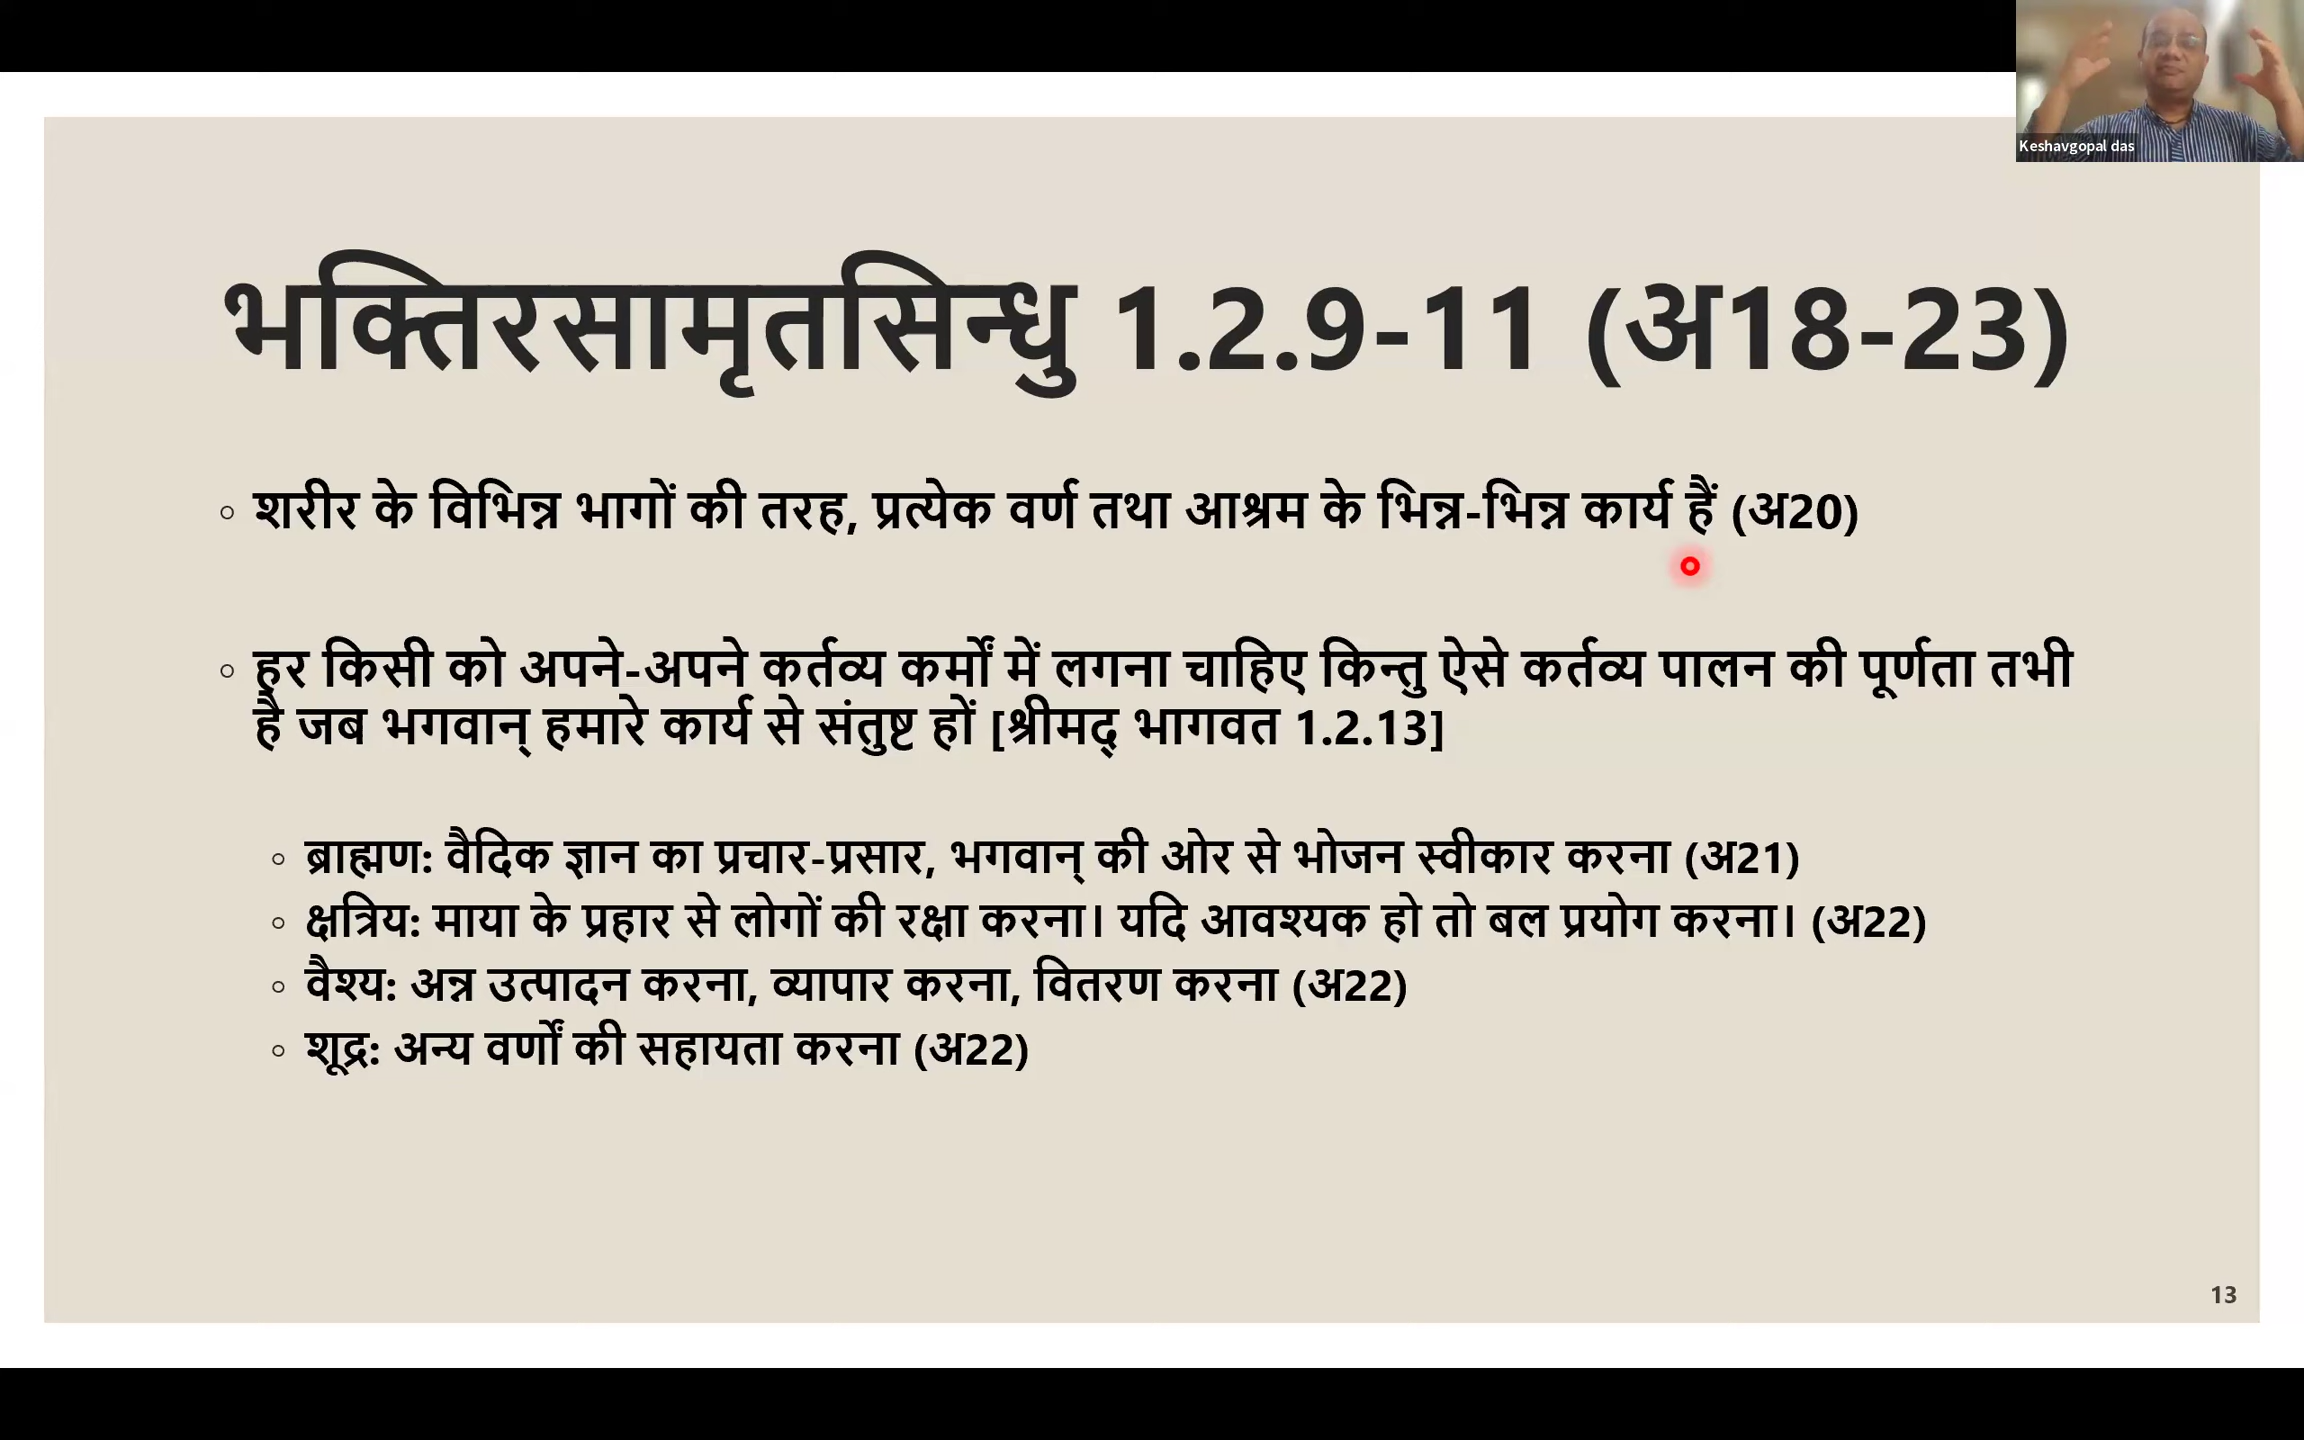 Keshavgopal das
भक्तिरसामृतसिन्धु 1.2.9-11 (अ18-23)
◦ शरीर के विभिन्न भागों की तरह, प्रत्येक वर्ण तथा आश्रम के भिन्न-भिन्न कार्य हैं (अ20)
◦ हर किसी को अपने-अपने कर्तव्य कर्मों में लगना चाहिए किन्तु ऐसे कर्तव्य पालन की पूर्णता तभी
है जब भगवान् हमारे कार्य से संतुष्ट हों [श्रीमद् भागवत 1.2.13]
◦ ब्राह्मण: वैदिक ज्ञान का प्रचार-प्रसार, भगवान् की ओर से भोजन स्वीकार करना (अ21)
◦ क्षत्रिय: माया के प्रहार से लोगों की रक्षा करना। यदि आवश्यक हो तो बल प्रयोग करना। (अ22)
◦ वैश्य: अन्न उत्पादन करना, व्यापार करना, वितरण करना (अ22)
◦ शूद्र: अन्य वर्णों की सहायता करना (अ22)
13